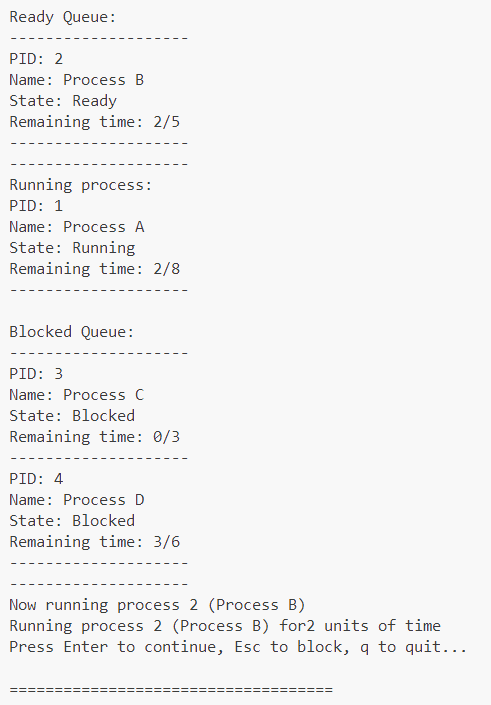 Ready Queue:
--------------------
PID: 2
Name: Process B
State: Ready
Remaining time: 2/5
--------------------
--------------------
Running process:
PID: 1
Name: Process A
State: Running
Remaining time: 2/8
--------------------
Blocked Queue:
--------------------
PID: 3
Name: Process C
State: Blocked
Remaining time: 0/3
--------------------
PID: 4
Name: Process D
State: Blocked
Remaining time: 3/6
--------------------
--------------------
Now running process 2 (Process B)
Running process 2 (Process B) for2 units of time
Press Enter to continue, Esc to block, q to quit...
====================================